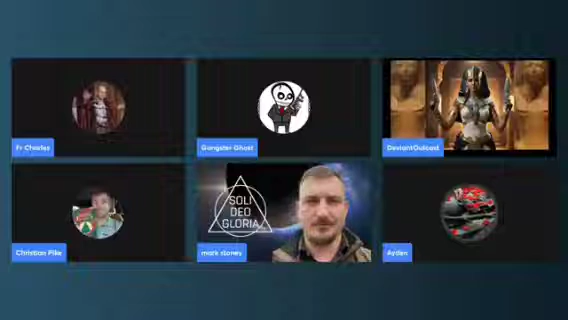 Fr Charles
Gangster Ghost
DeviantOutcast
SOLI
DEO
GLORIA
Christian Pike
mark stones
Ayden